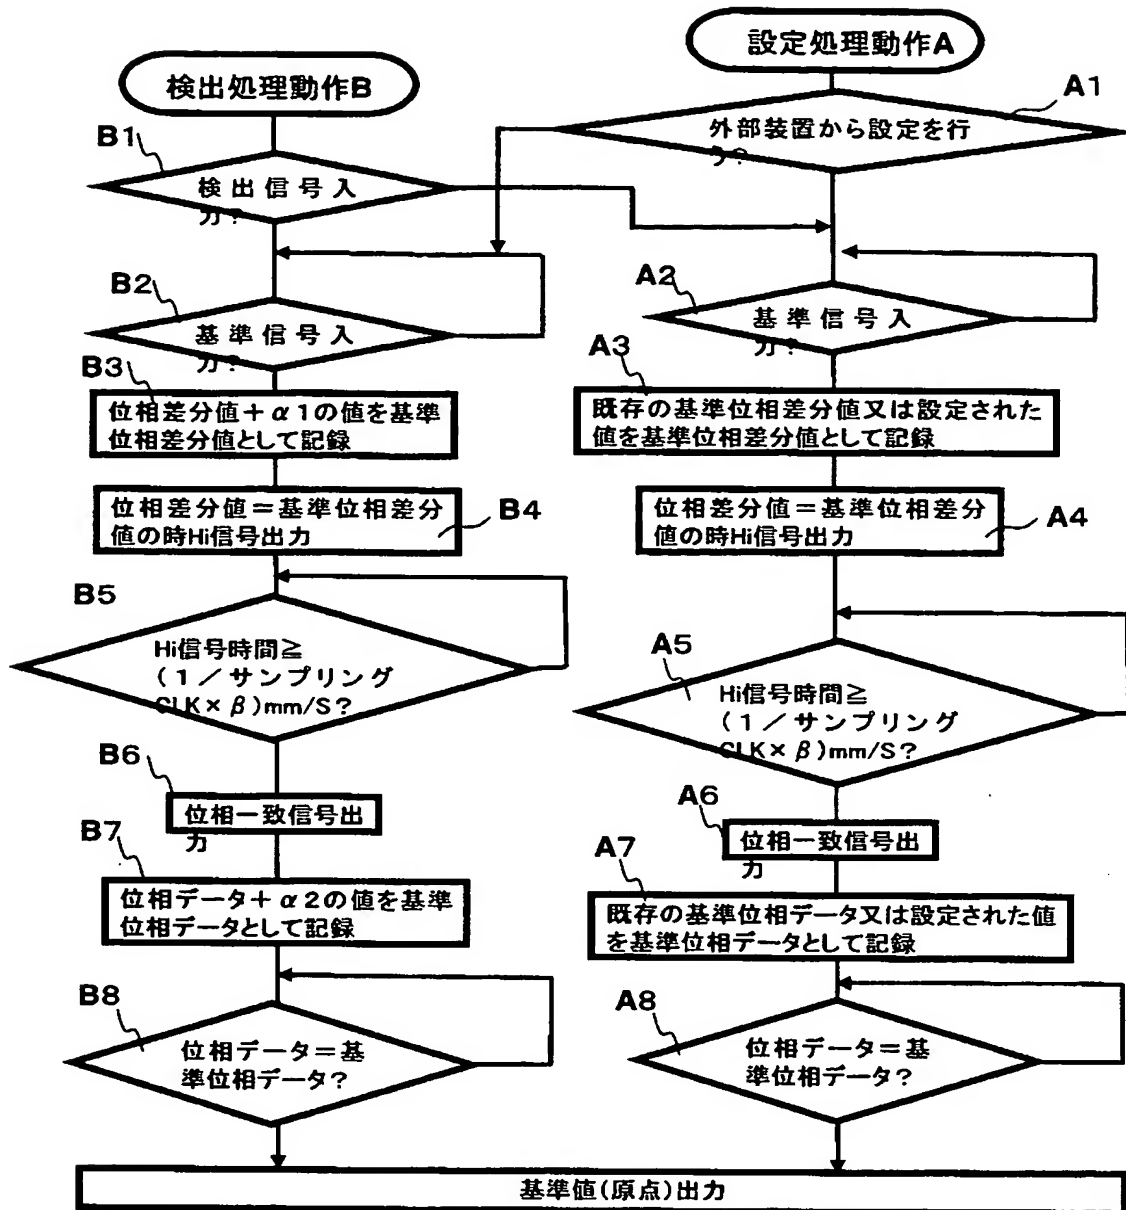 設定処理動作A
検出処理動作B
A1
外部装置から設定を行
う?
B1
検出信号入
力?
B2
基準信号入
力?
A2
基準信号入
力?
B3
位相差分値+α1の値を基準
位相差分値として記録
A3
既存の基準位相差分値又は設定された
値を基準位相差分値として記録
位相差分値=基準位相差分
値の時Hi信号出力
B4
位相差分値=基準位相差分
値の時Hi信号出力
A4
B5
Hi信号時間≧
(1/サンプリング
CLK×β)mm/S?
A5
Hi信号時間≧
(1/サンプリング
CLK×β)mm/S?
B6
位相一致信号出
力
A6
位相一致信号出
力
B7
位相データ+α2の値を基準
位相データとして記録
A7
既存の基準位相データ又は設定された値
を基準位相データとして記録
B8
位相データ=基
準位相データ?
A8
位相データ=基
準位相データ?
基準値(原点)出力